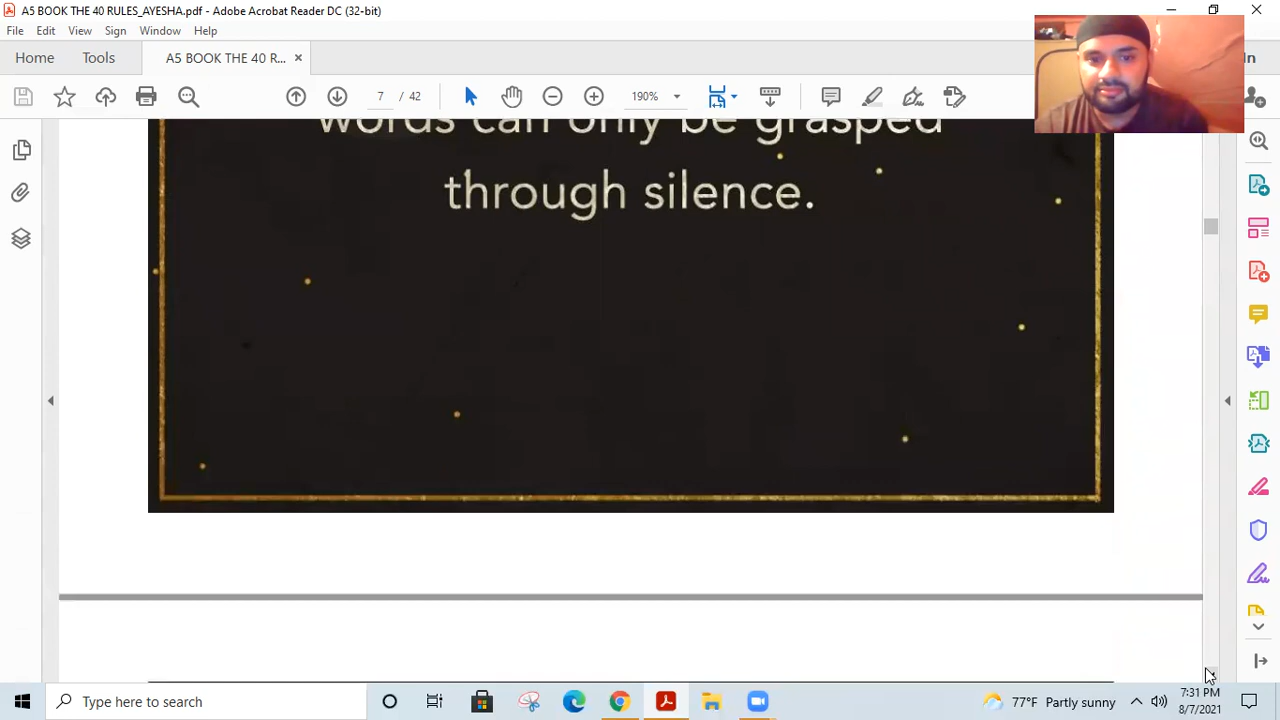 A5 BOOK THE 40 RULES_AYESHA.pdf - Adobe Acrobat Reader DC (32-bit)
File Edit View Sign Window Help
Home Tools A5 BOOK THE 40 R... In
7 / 42 190%
words can only be grasped
through silence.
Type here to search
77°F Partly sunny
7:31 PM
8/7/2021